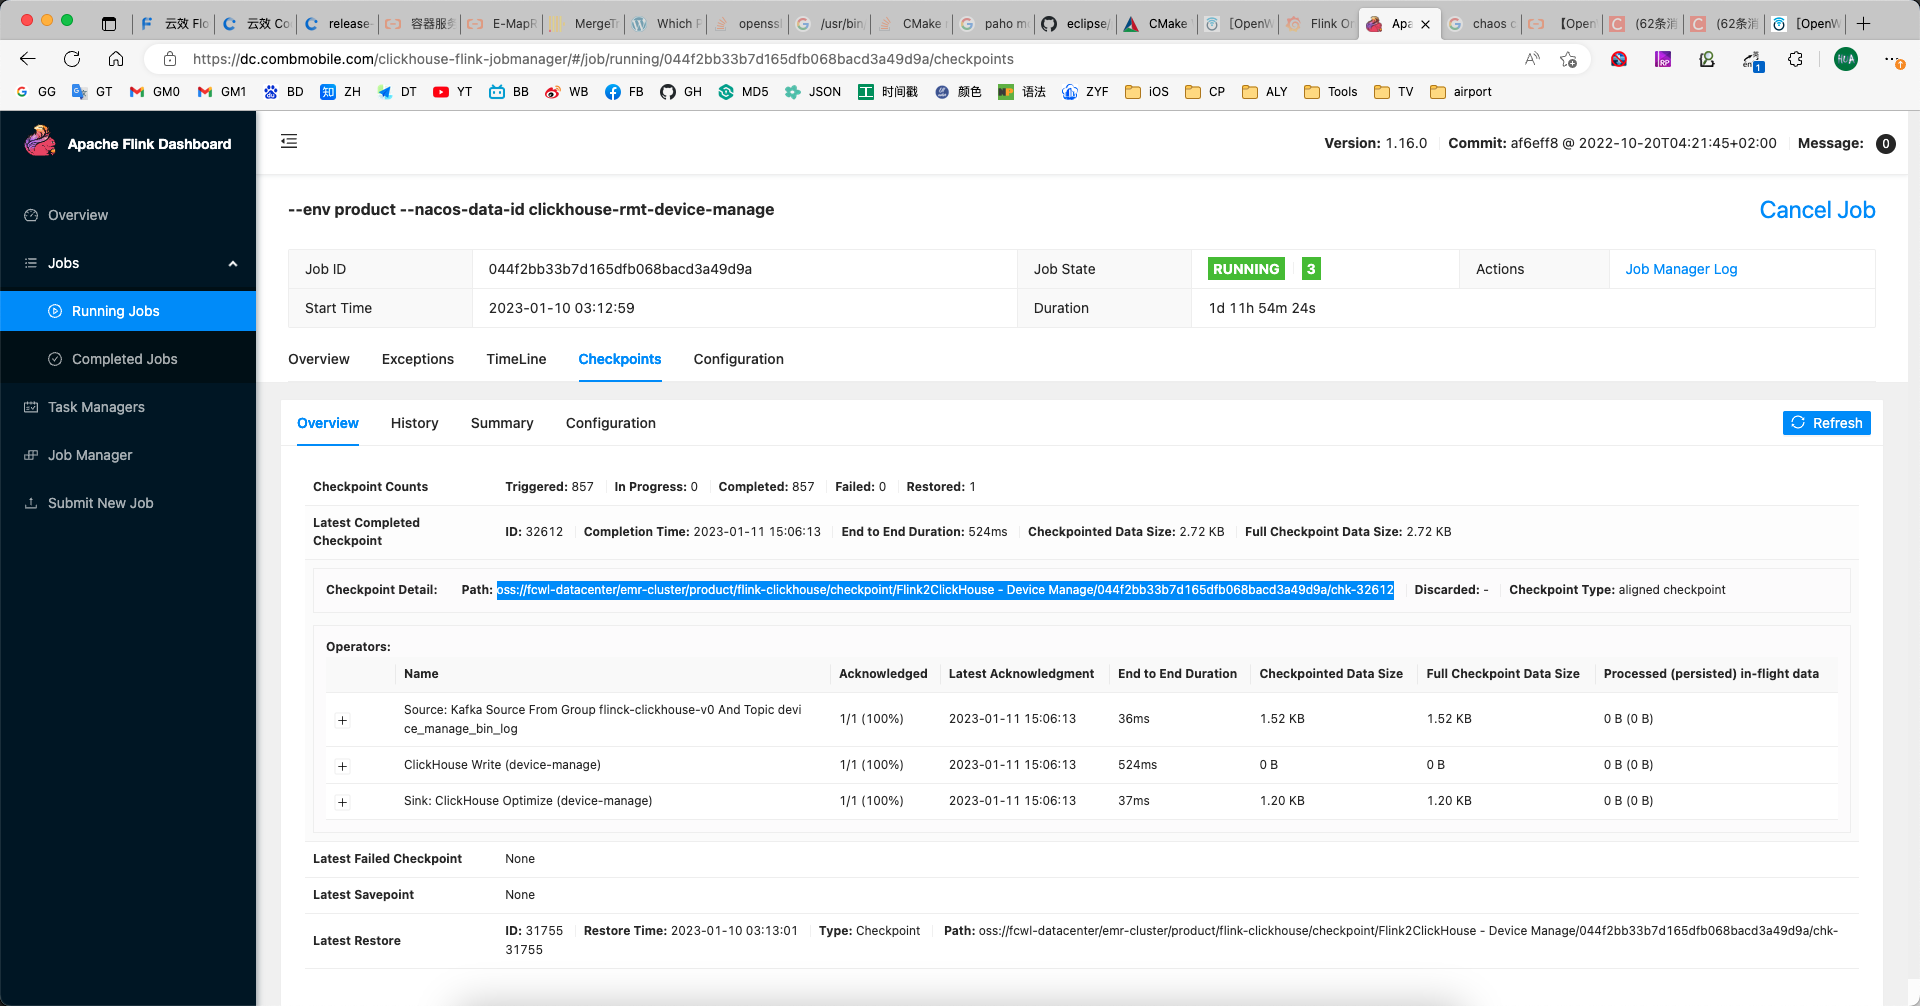 云效 Flo
云效 Co
release-
容器服务
E-MapR
MergeTr
Which P
openssi
/usr/bin
CMake
paho m
eclipse/
CMake
[OpenW
Flink Or
Apa
chaos c
【Open
(62条消
(62条消
[OpenW
https://dc.combmobile.com/clickhouse-flink-jobmanager/#/job/running/044f2bb33b7d165dfb068bacd3a49d9a/checkpoints
GG GT GM0 GM1 BD ZH DT YT BB WB FB GH MD5 JSON 时间戳 颜色 语法 ZYF iOS CP ALY Tools TV airport
Apache Flink Dashboard
Version: 1.16.0 Commit: af6eff8 @ 2022-10-20T04:21:45+02:00 Message: 0
Overview
Jobs
Running Jobs
Completed Jobs
Task Managers
Job Manager
Submit New Job
--env product --nacos-data-id clickhouse-rmt-device-manage
Cancel Job
Job ID 044f2bb33b7d165dfb068bacd3a49d9a Job State RUNNING 3 Actions Job Manager Log
Start Time 2023-01-10 03:12:59 Duration 1d 11h 54m 24s
Overview Exceptions TimeLine Checkpoints Configuration
Overview History Summary Configuration Refresh
Checkpoint Counts Triggered: 857 In Progress: 0 Completed: 857 Failed: 0 Restored: 1
Latest Completed Checkpoint ID: 32612 Completion Time: 2023-01-11 15:06:13 End to End Duration: 524ms Checkpointed Data Size: 2.72 KB Full Checkpoint Data Size: 2.72 KB
Checkpoint Detail: Path: oss://fcwl-datacenter/emr-cluster/product/flink-clickhouse/checkpoint/Flink2ClickHouse - Device Manage/044f2bb33b7d165dfb068bacd3a49d9a/chk-32612 Discarded: - Checkpoint Type: aligned checkpoint
Operators:
Name Acknowledged Latest Acknowledgment End to End Duration Checkpointed Data Size Full Checkpoint Data Size Processed (persisted) in-flight data
Source: Kafka Source From Group flinck-clickhouse-v0 And Topic devi
ce_manage_bin_log 1/1 (100%) 2023-01-11 15:06:13 36ms 1.52 KB 1.52 KB 0 B (0 B)
ClickHouse Write (device-manage) 1/1 (100%) 2023-01-11 15:06:13 524ms 0 B 0 B 0 B (0 B)
Sink: ClickHouse Optimize (device-manage) 1/1 (100%) 2023-01-11 15:06:13 37ms 1.20 KB 1.20 KB 0 B (0 B)
Latest Failed Checkpoint None
Latest Savepoint None
Latest Restore ID: 31755 Restore Time: 2023-01-10 03:13:01 Type: Checkpoint Path: oss://fcwl-datacenter/emr-cluster/product/flink-clickhouse/checkpoint/Flink2ClickHouse - Device Manage/044f2bb33b7d165dfb068bacd3a49d9a/chk-
31755